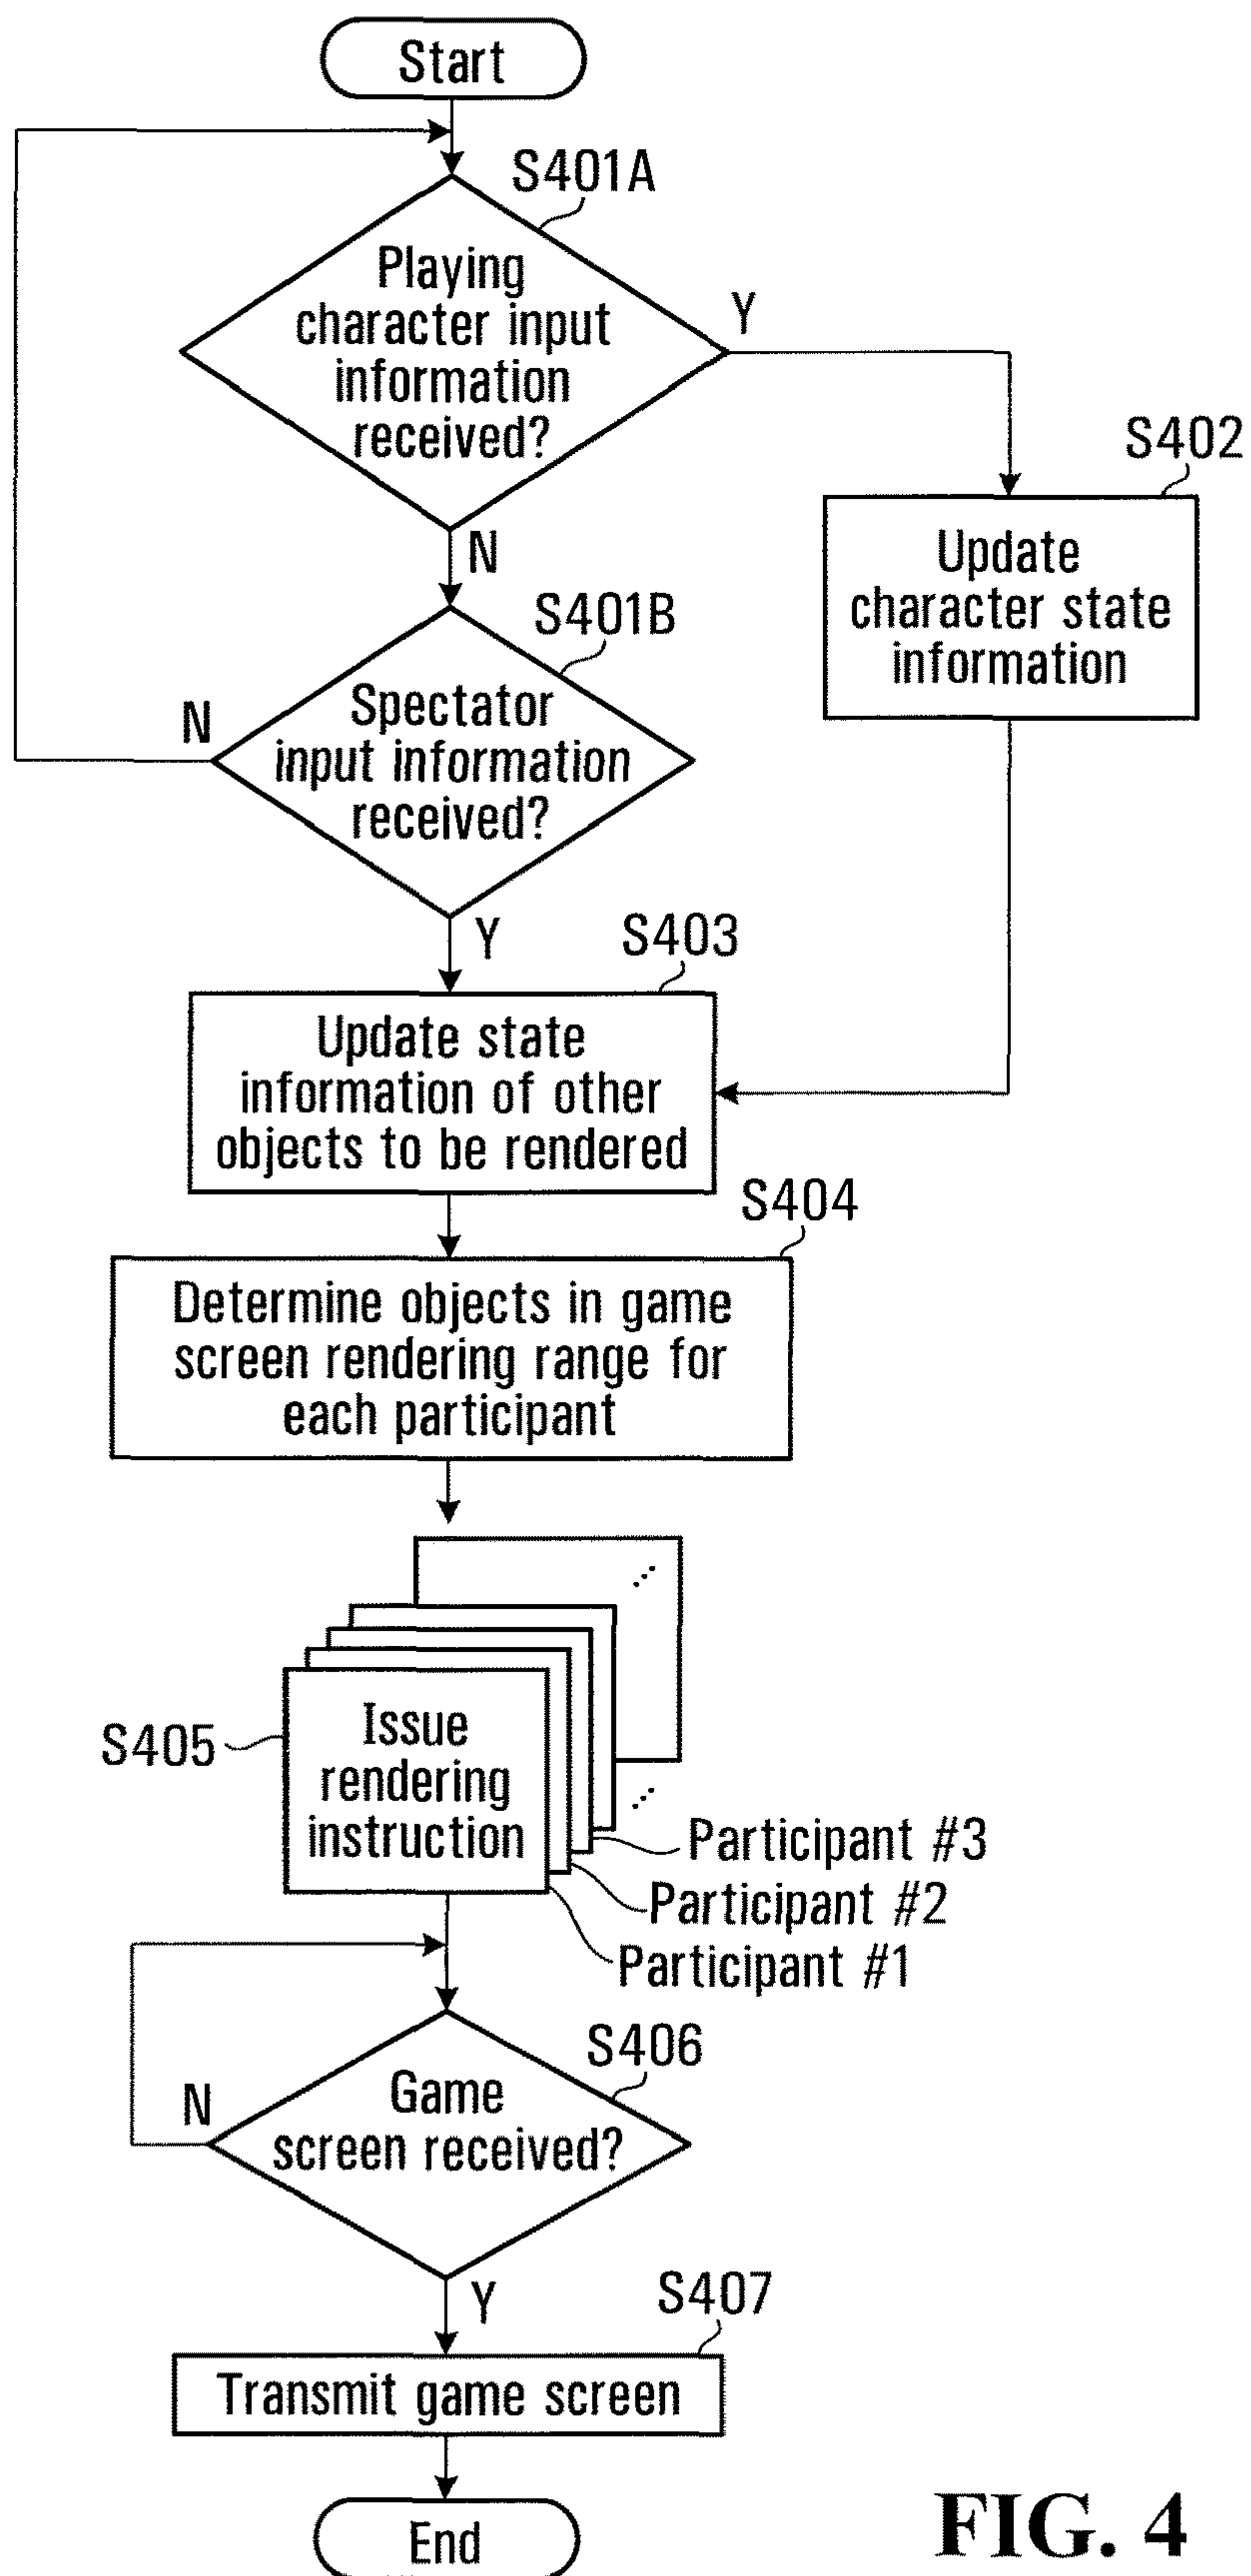 Start
S401A
Playing
character input
information
received?
Y
S402
Update
character state
information
N
S401B
Spectator
input information
received?
N
Y
S403
Update state
information of other
objects to be rendered
S404
Determine objects in game
screen rendering range for
each participant
S405
Issue
rendering
instruction
Participant #3
Participant #2
Participant #1
S406
Game
screen received?
N
Y
S407
Transmit game screen
End
FIG. 4